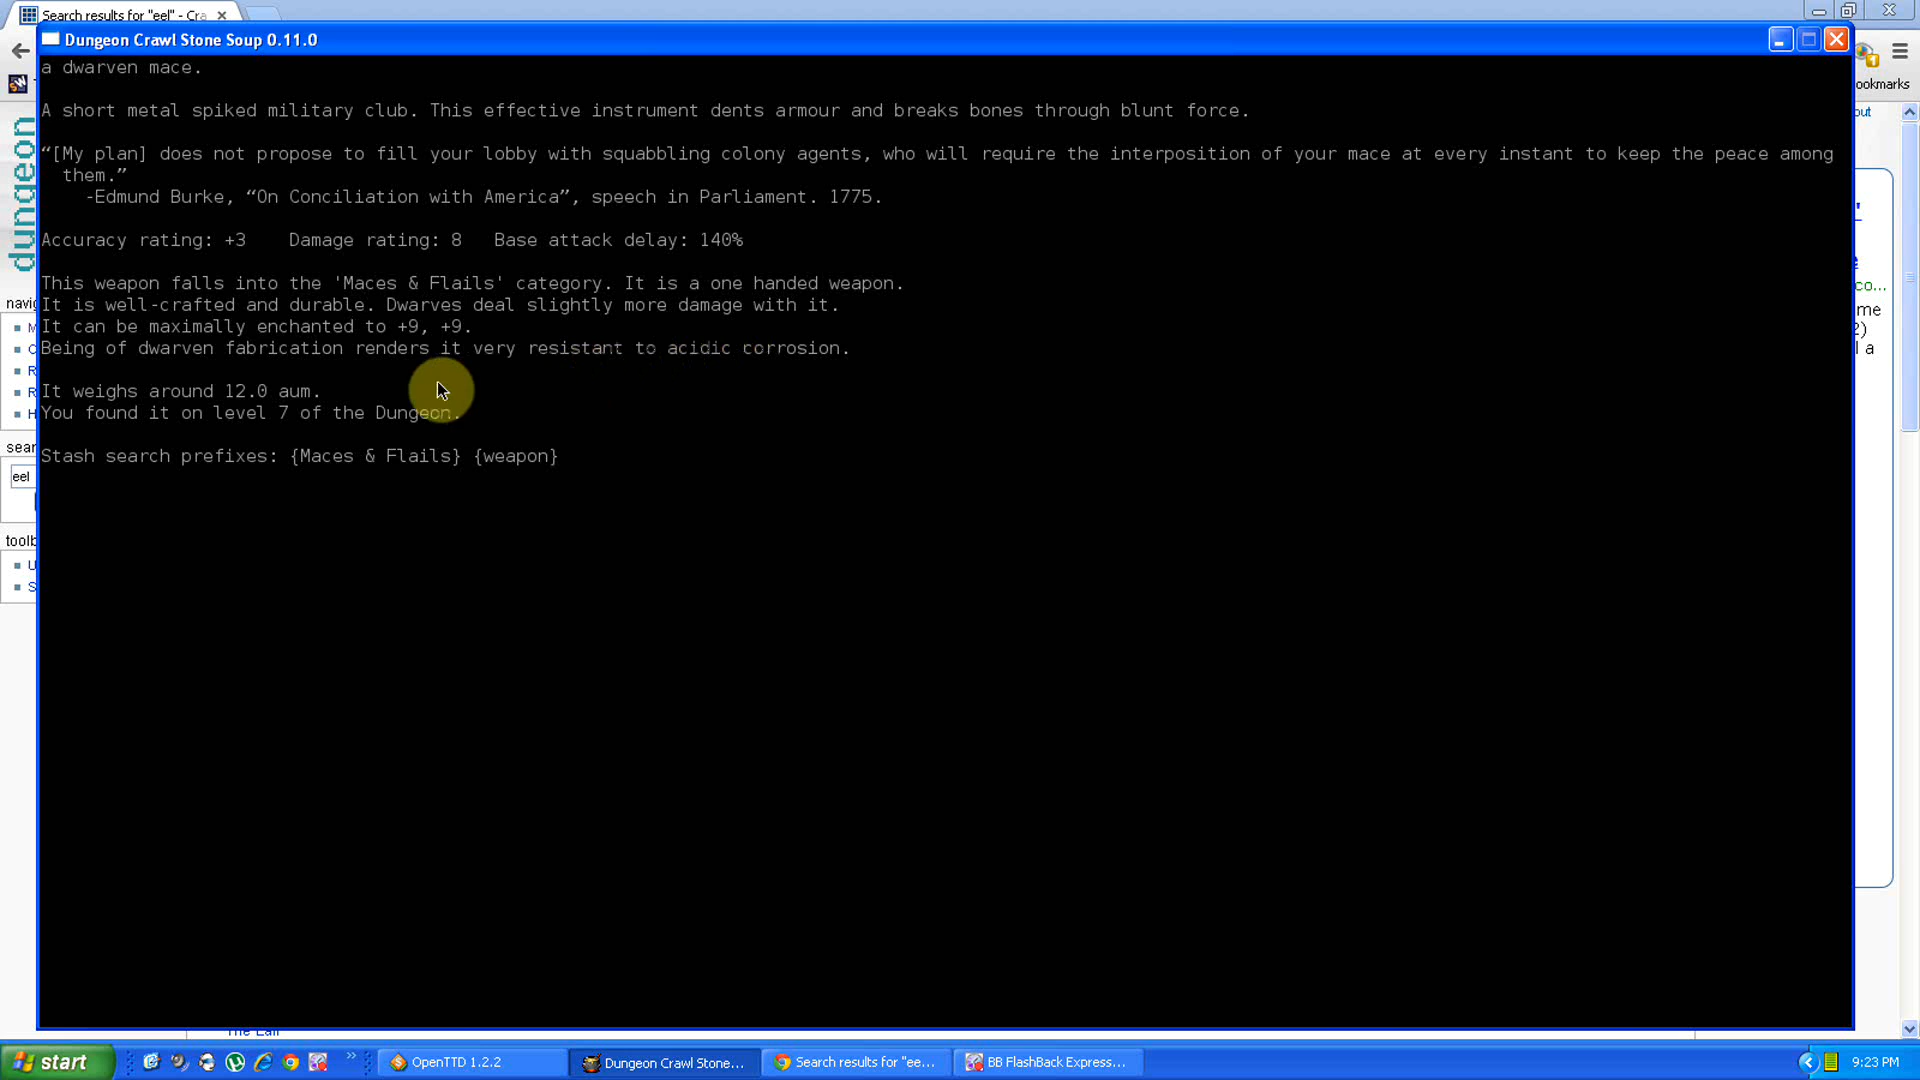 Search results for "eel" - Cra
Dungeon Crawl Stone Soup 0.11.0
a dwarven mace.
A short metal spiked military club. This effective instrument dents armour and breaks bones through blunt force.
“[My plan] does not propose to fill your lobby with squabbling colony agents, who will require the interposition of your mace at every instant to keep the peace among
them.”
-Edmund Burke, “On Conciliation with America”, speech in Parliament. 1775.
Accuracy rating: +3 Damage rating: 8 Base attack delay: 140%
This weapon falls into the 'Maces & Flails' category. It is a one handed weapon.
It is well-crafted and durable. Dwarves deal slightly more damage with it.
It can be maximally enchanted to +9, +9.
Being of dwarven fabrication renders it very resistant to acidic corrosion.
It weighs around 12.0 aum.
You found it on level 7 of the Dungeon.
Stash search prefixes: {Maces & Flails} {weapon}
dungeon
navi
M
C
R
R
H
sear
eel
toolb
U
S
ookmarks
out
co...
me
2)
l a
start
OpenTTD 1.2.2
Dungeon Crawl Stone...
Search results for "ee...
BB FlashBack Express...
9:23 PM